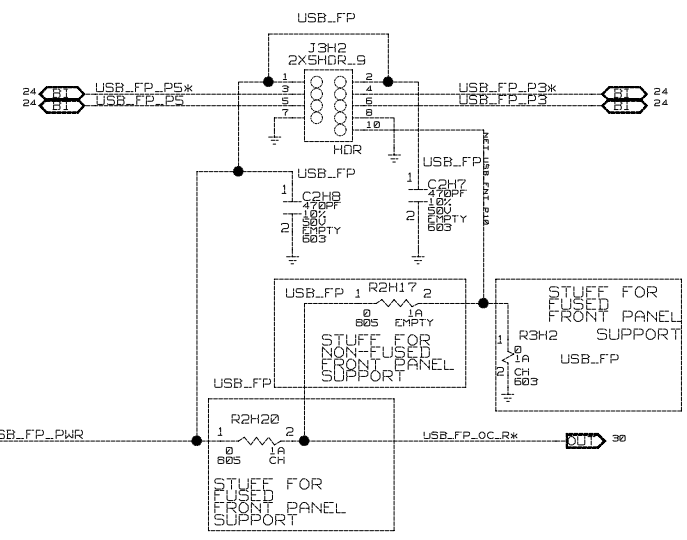 USB_FP
J3H2
2X5HDR_9
1 2
24 BI USB_FP_P5* 3 4 USB_FP_P3* BI 24
24 BI USB_FP_P5 5 6 USB_FP_P3 BI 24
7 8
10
HDR
USB_FP
USB_FP
NET_USB_FNT_P10
1
C2H8
470PF
10%
50V
EMPTY
603
2
1
C2H7
470PF
10%
50V
EMPTY
603
2
USB_FP 1 R2H17 2
0 1A
805 EMPTY
STUFF FOR
NON-FUSED
FRONT PANEL
SUPPORT
STUFF FOR
FUSED
FRONT PANEL
SUPPORT
R3H2
1
0
1A
USB_FP
2
CH
603
USB_FP
R2H20
SB_FP_PWR 1 2 USB_FP_OC_R* OUT 30
0 1A
805 CH
STUFF FOR
FUSED
FRONT PANEL
SUPPORT